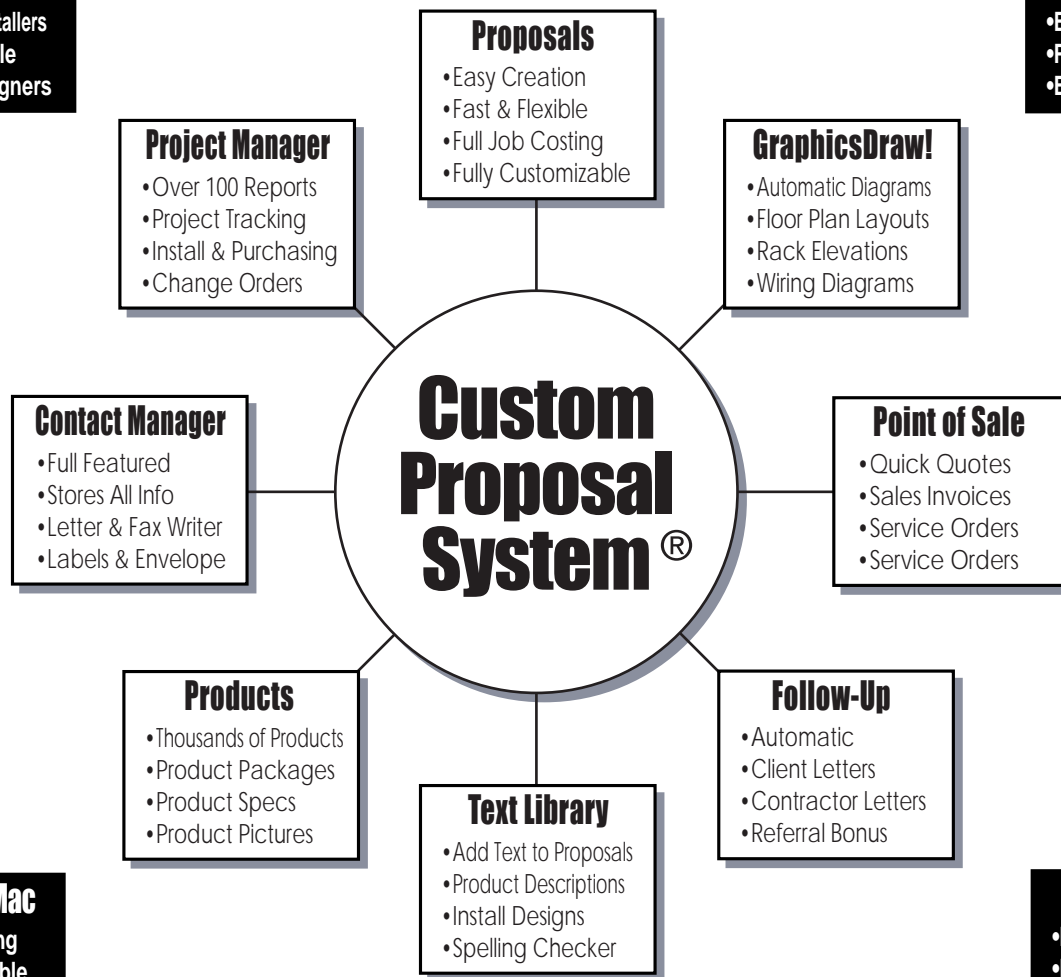 Proposals
•Easy Creation
•Fast & Flexible
•Full Job Costing
•Fully Customizable
Project Manager
•Over 100 Reports
•Project Tracking
•Install & Purchasing
•Change Orders
GraphicsDraw!
•Automatic Diagrams
•Floor Plan Layouts
•Rack Elevations
•Wiring Diagrams
Contact Manager
•Full Featured
•Stores All Info
•Letter & Fax Writer
•Labels & Envelope
Custom
Proposal
System ®
Point of Sale
•Quick Quotes
•Sales Invoices
•Service Orders
•Service Orders
Products
•Thousands of Products
•Product Packages
•Product Specs
•Product Pictures
Text Library
•Add Text to Proposals
•Product Descriptions
•Install Designs
•Spelling Checker
Follow-Up
•Automatic
•Client Letters
•Contractor Letters
•Referral Bonus
Mac